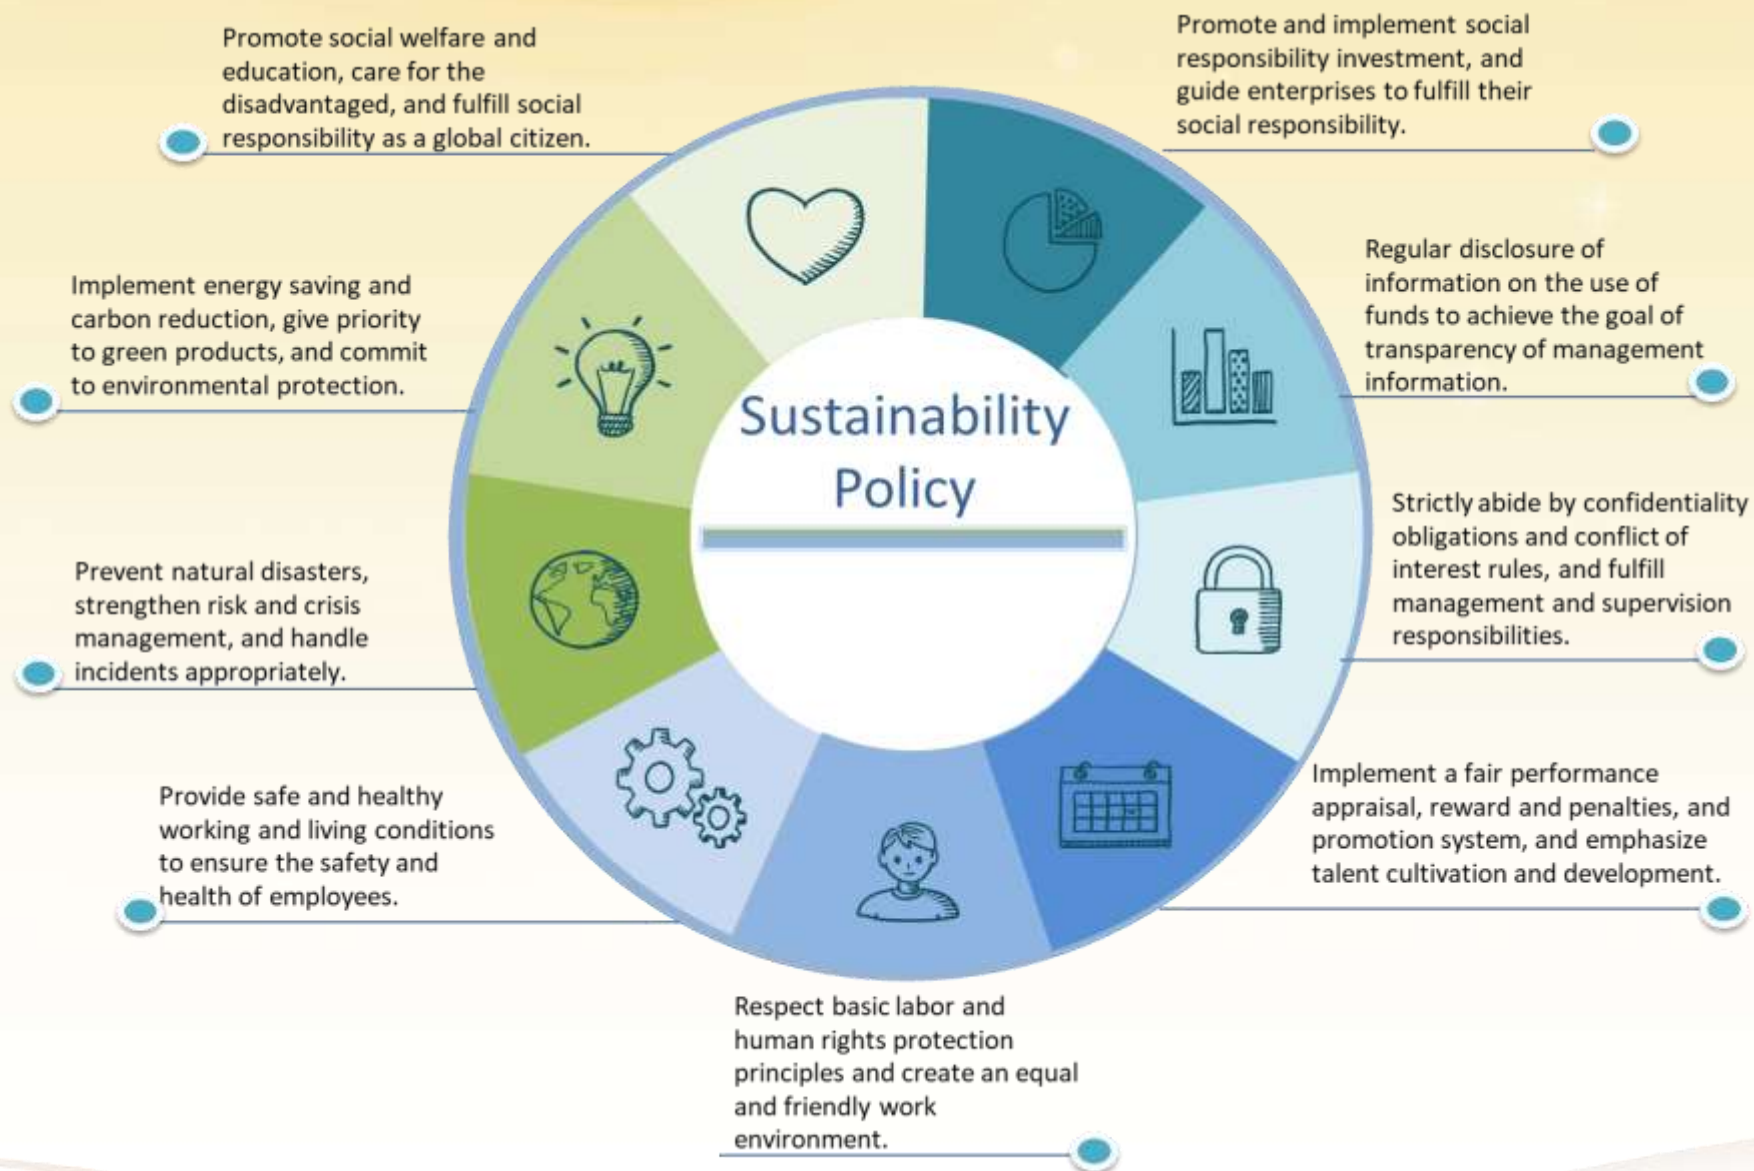 Promote social welfare and
education, care for the
disadvantaged, and fulfill social
responsibility as a global citizen.
Promote and implement social
responsibility investment, and
guide enterprises to fulfill their
social responsibility.
Implement energy saving and
carbon reduction, give priority
to green products, and commit
to environmental protection.
Regular disclosure of
information on the use of
funds to achieve the goal of
transparency of management
information.
Sustainability
Policy
Prevent natural disasters,
strengthen risk and crisis
management, and handle
incidents appropriately.
Strictly abide by confidentiality
obligations and conflict of
interest rules, and fulfill
management and supervision
responsibilities.
Provide safe and healthy
working and living conditions
to ensure the safety and
health of employees.
Implement a fair performance
appraisal, reward and penalties, and
promotion system, and emphasize
talent cultivation and development.
Respect basic labor and
human rights protection
principles and create an equal
and friendly work
environment.